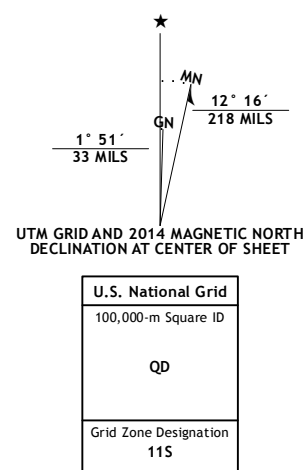 ★
MN
GN
12° 16´
218 MILS
1° 51´
33 MILS
UTM GRID AND 2014 MAGNETIC NORTH
DECLINATION AT CENTER OF SHEET
U.S. National Grid
100,000-m Square ID
QD
Grid Zone Designation
11S